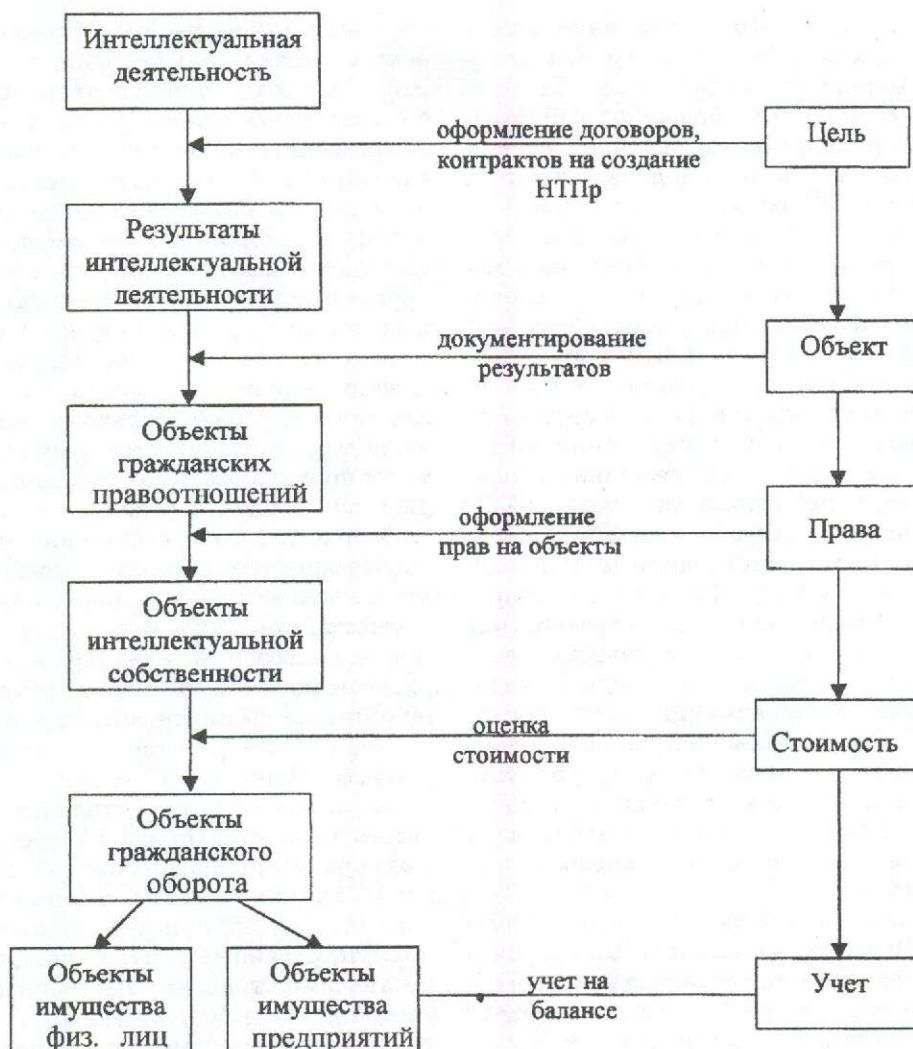 Интеллектуальная
деятельность
оформление договоров,
контрактов на создание
НТПр
Цель
Результаты
интеллектуальной
деятельности
документирование
результатов
Объект
Объекты
гражданских
правоотношений
оформление
прав на объекты
Права
Объекты
интеллектуальной
собственности
оценка
стоимости
Стоимость
Объекты
гражданского
оборота
Объекты
имущества
физ. лиц
Объекты
имущества
предприятий
учет на
балансе
Учет